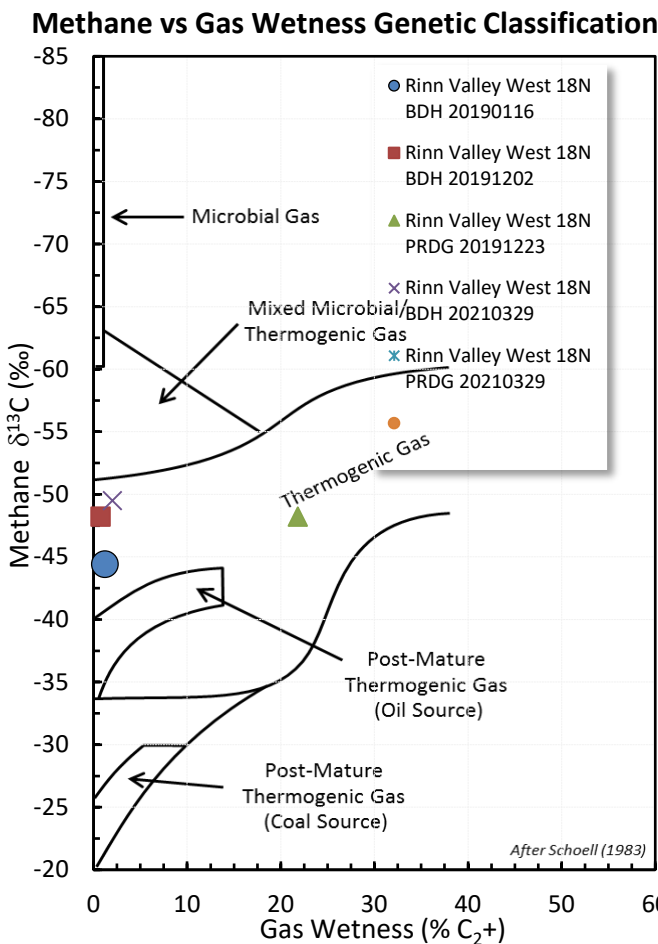 Methane vs Gas Wetness Genetic Classification
-85
-80
-75
-70
-65
-60
-55
-50
-45
-40
-35
-30
-25
-20
Methane δ¹³C (‰)
Rinn Valley West 18N
BDH 20190116
Rinn Valley West 18N
BDH 20191202
Rinn Valley West 18N
PRDG 20191223
Rinn Valley West 18N
BDH 20210329
Rinn Valley West 18N
PRDG 20210329
Microbial Gas
Mixed Microbial/
Thermogenic Gas
Thermogenic Gas
Post-Mature
Thermogenic Gas
(Oil Source)
Post-Mature
Thermogenic Gas
(Coal Source)
After Schoell (1983)
0 10 20 30 40 50
Gas Wetness (% C₂+)